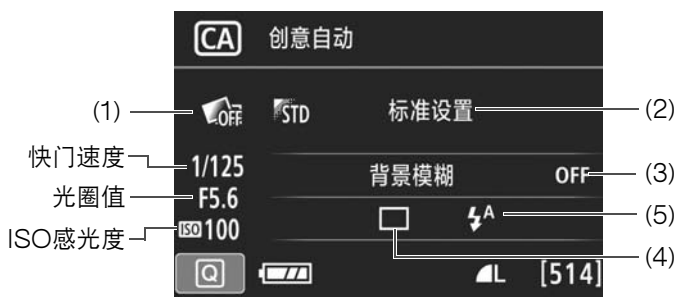 CA 创意自动
(1) OFF STD 标准设置 (2)
快门速度 1/125 背景模糊 OFF (3)
光圈值 F5.6
ISO感光度 ISO 100 A (5)
(4)
Q L [514]